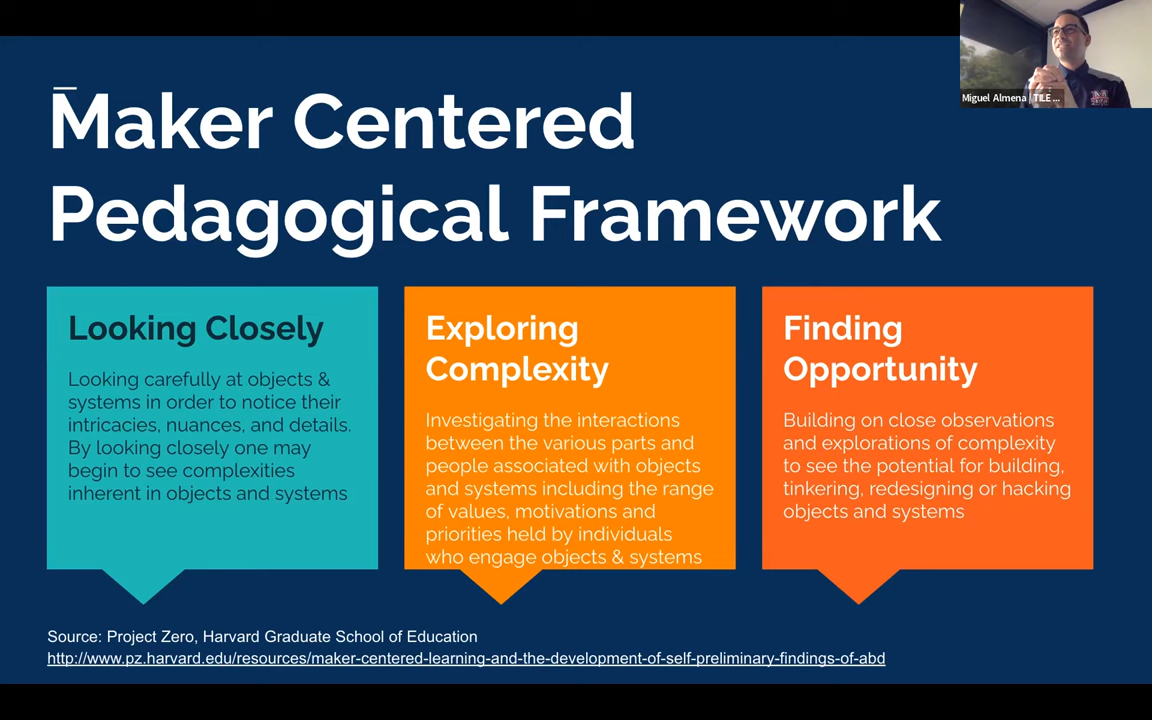 Maker Centered
Pedagogical Framework
Looking Closely
Looking carefully at objects &
systems in order to notice their
intricacies, nuances, and details.
By looking closely one may
begin to see complexities
inherent in objects and systems
Exploring
Complexity
Investigating the interactions
between the various parts and
people associated with objects
and systems including the range
of values, motivations and
priorities held by individuals
who engage objects & systems
Finding
Opportunity
Building on close observations
and explorations of complexity
to see the potential for building,
tinkering, redesigning or hacking
objects and systems
Source: Project Zero, Harvard Graduate School of Education
http://www.pz.harvard.edu/resources/maker-centered-learning-and-the-development-of-self-preliminary-findings-of-abd
Miguel Almena | TILE ...